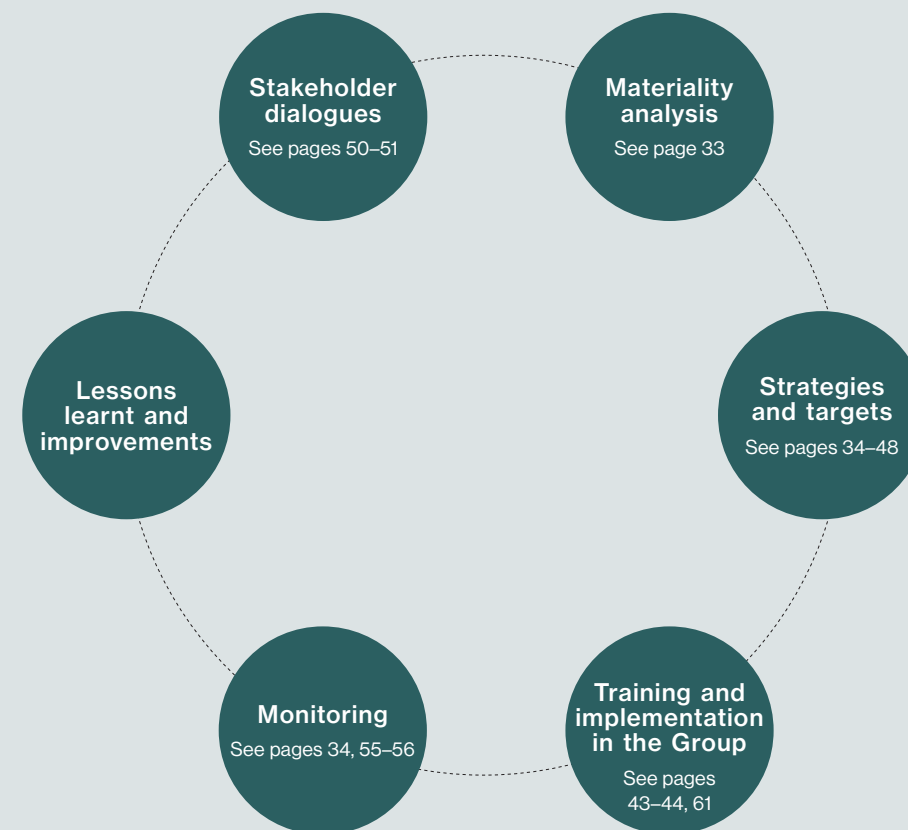 Stakeholder
dialogues
See pages 50–51
Materiality
analysis
See page 33
Strategies
and targets
See pages 34–48
Training and
implementation
in the Group
See pages
43–44, 61
Monitoring
See pages 34, 55–56
Lessons
learnt and
improvements